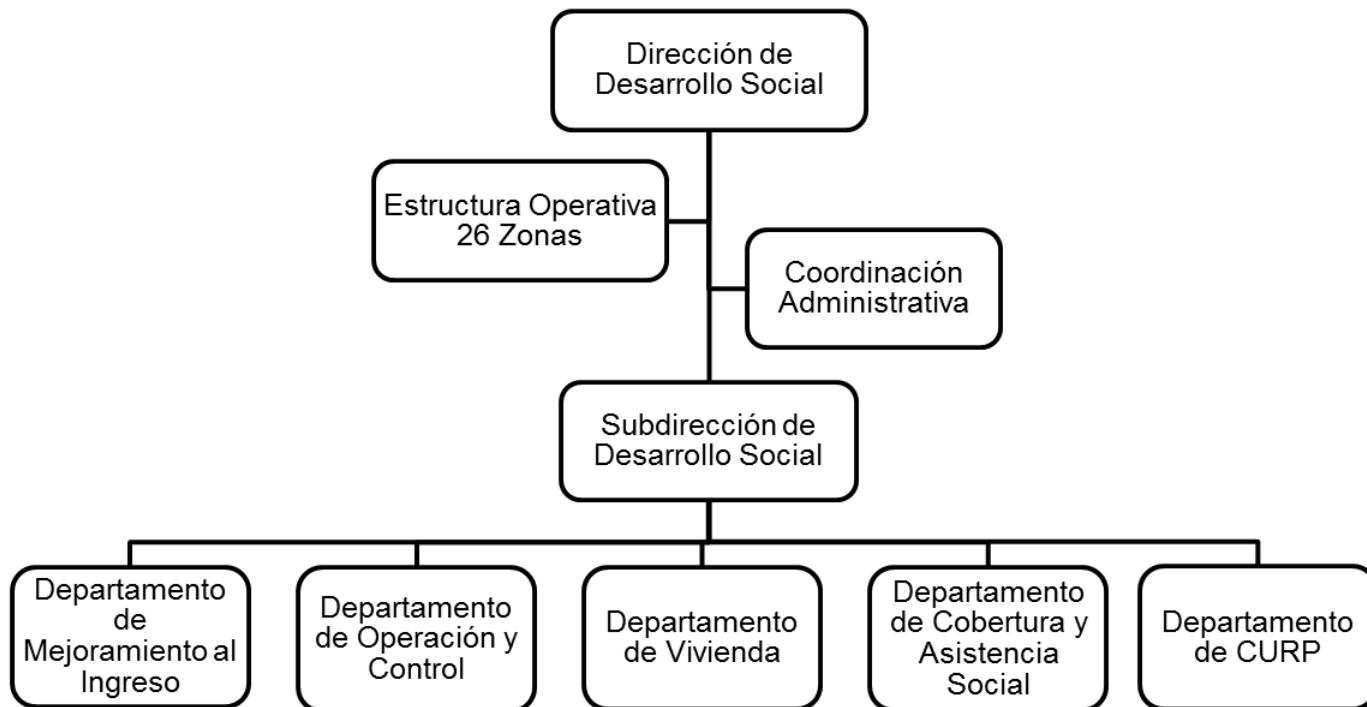 Dirección de
Desarrollo Social
Estructura Operativa
26 Zonas
Coordinación
Administrativa
Subdirección de
Desarrollo Social
Departamento
de
Mejoramiento al
Ingreso
Departamento
de Operación y
Control
Departamento
de Vivienda
Departamento
de Cobertura y
Asistencia
Social
Departamento
de CURP